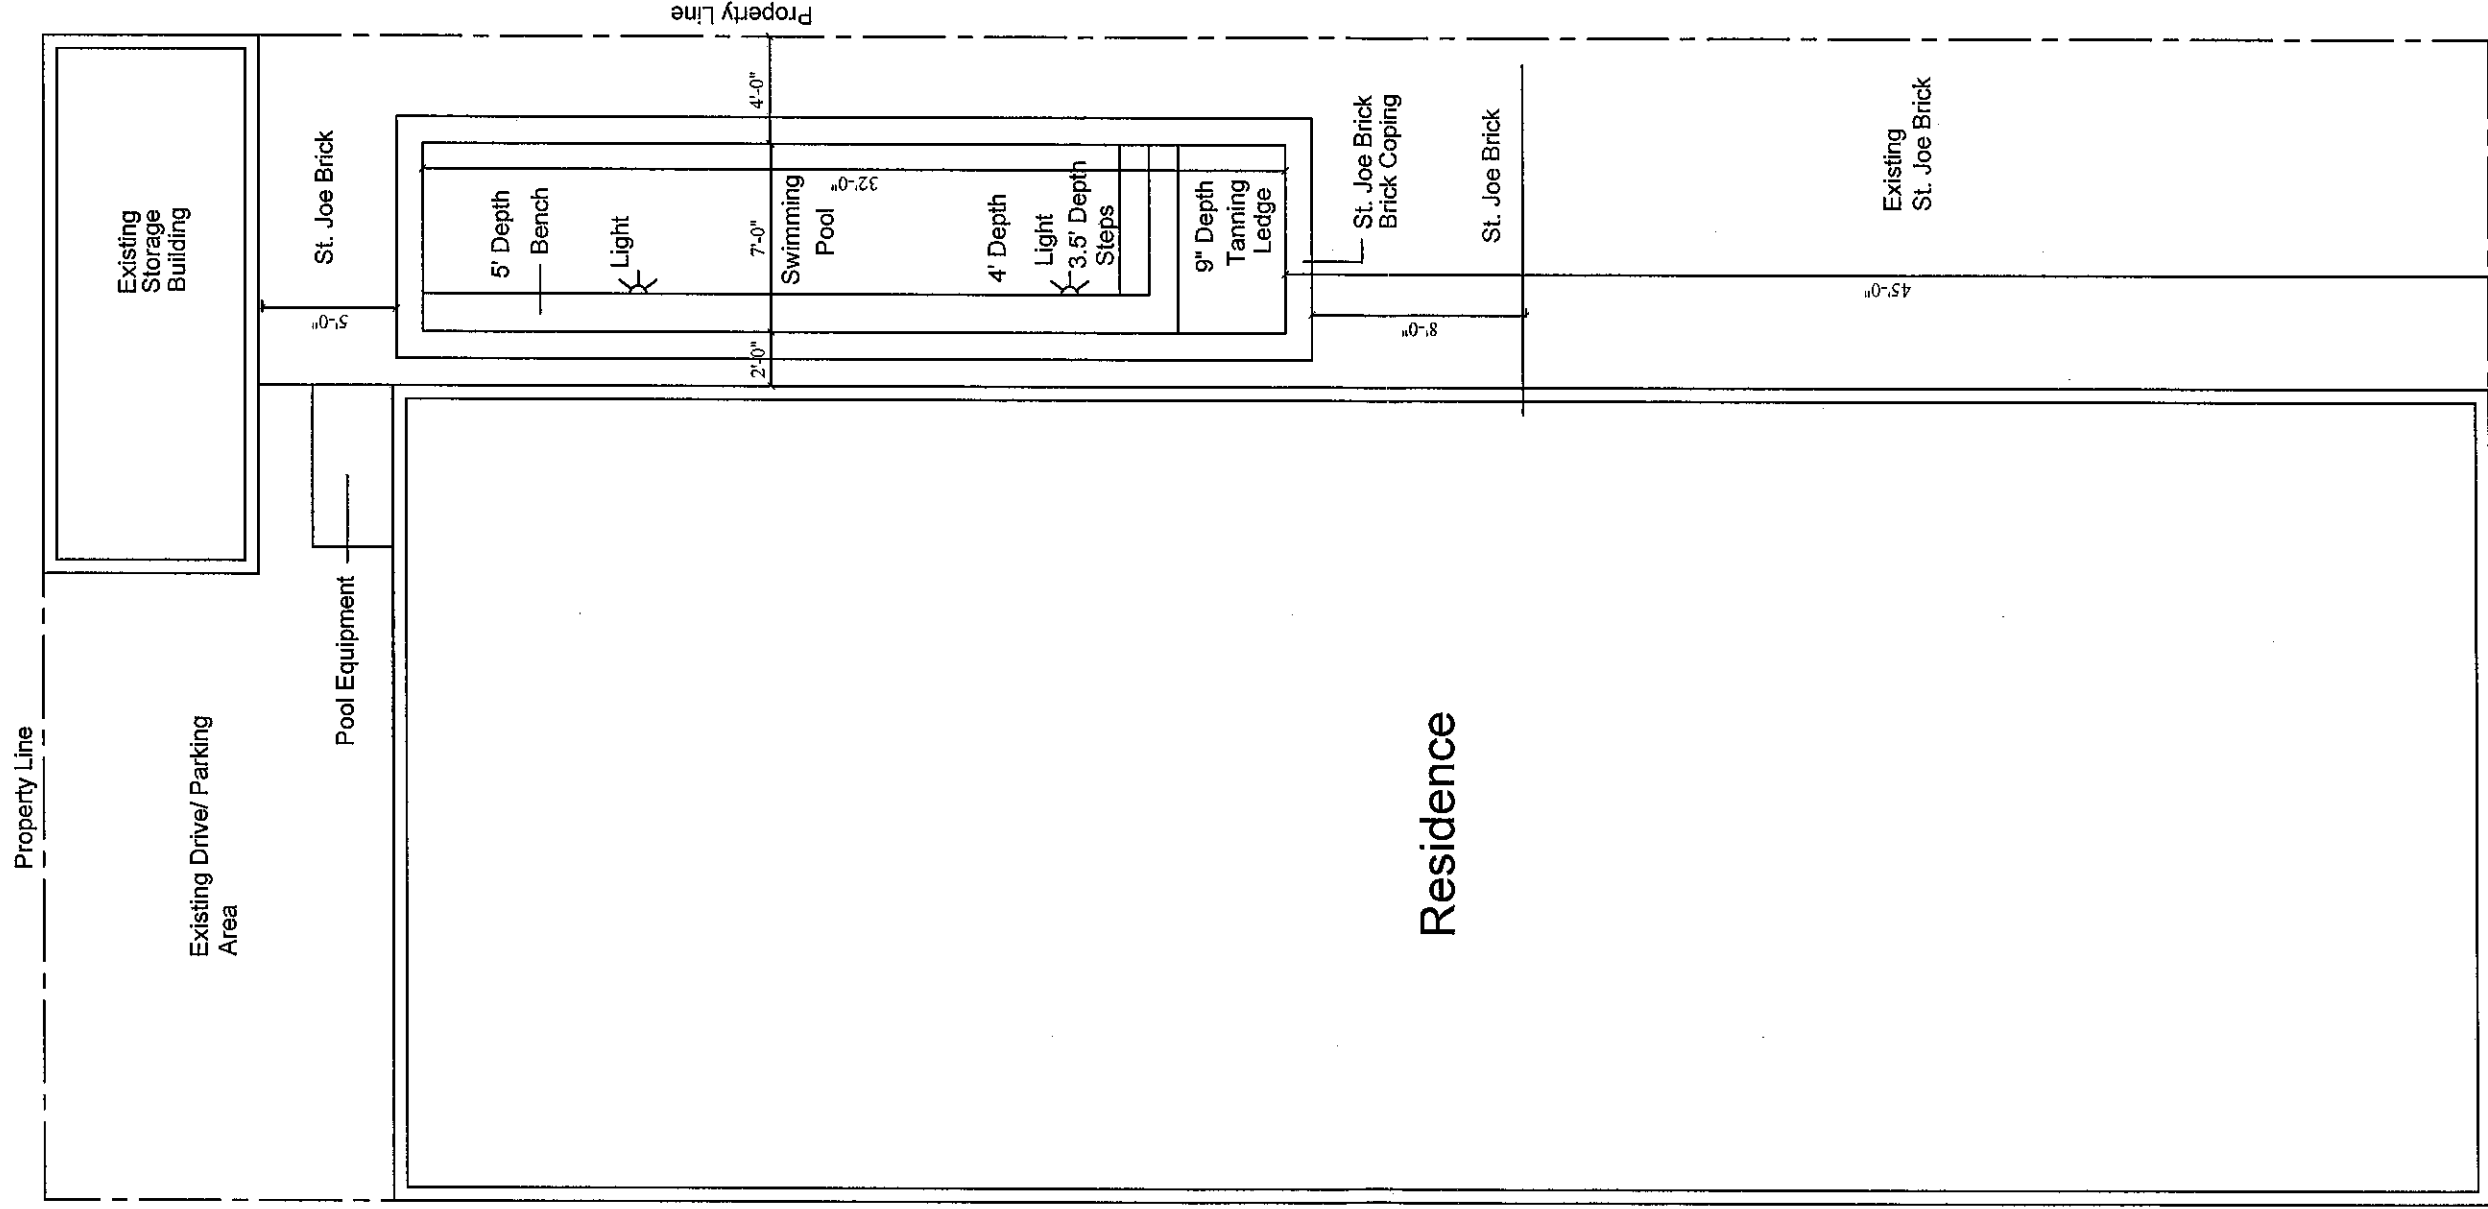 Property Line
Property Line
Existing
Storage
Building
St. Joe Brick
5'-0"
Existing Drive/ Parking
Area
Pool Equipment
4'-0"
7'-0"
2'-0"
32'-0"
5' Depth
Bench
Light
Swimming
Pool
4' Depth
Light
3.5' Depth
Steps
9" Depth
Tanning
Ledge
St. Joe Brick
Brick Coping
8'-0"
St. Joe Brick
45'-0"
Existing
St. Joe Brick
Residence